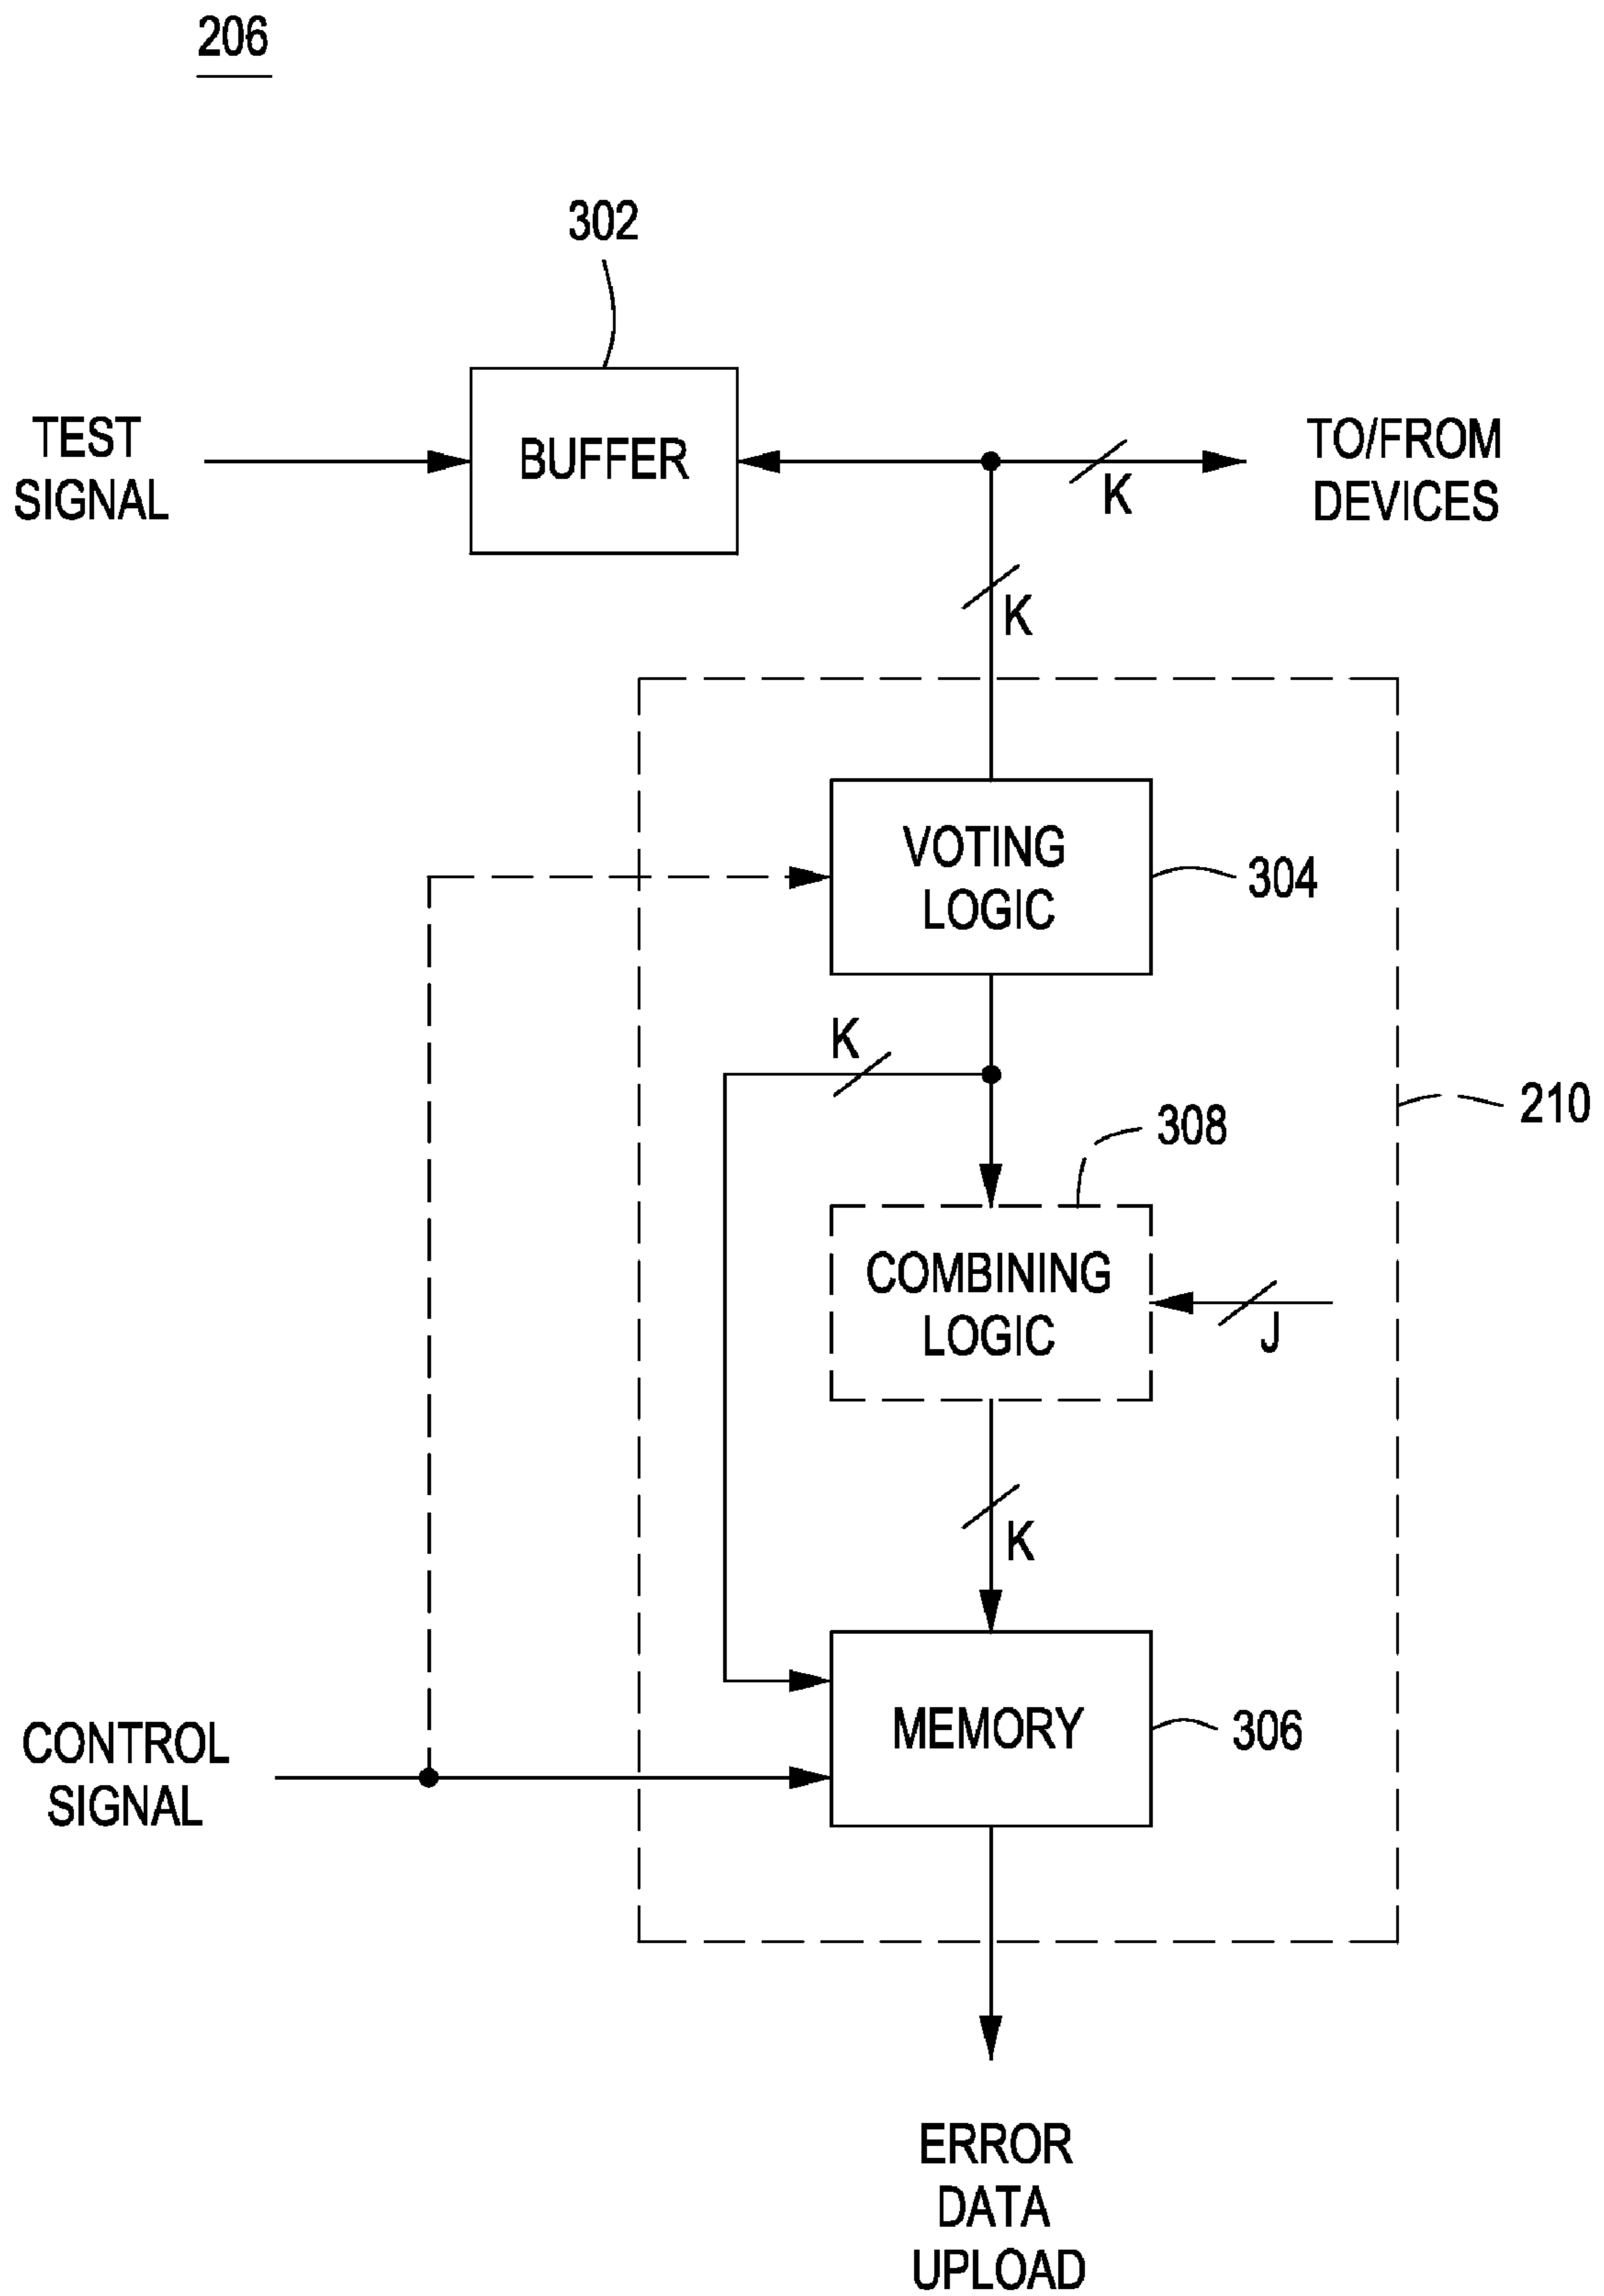 206
302
TEST
SIGNAL
BUFFER
K
TO/FROM
DEVICES
K
VOTING
LOGIC
304
K
308
210
COMBINING
LOGIC
J
K
MEMORY
306
CONTROL
SIGNAL
ERROR
DATA
UPLOAD